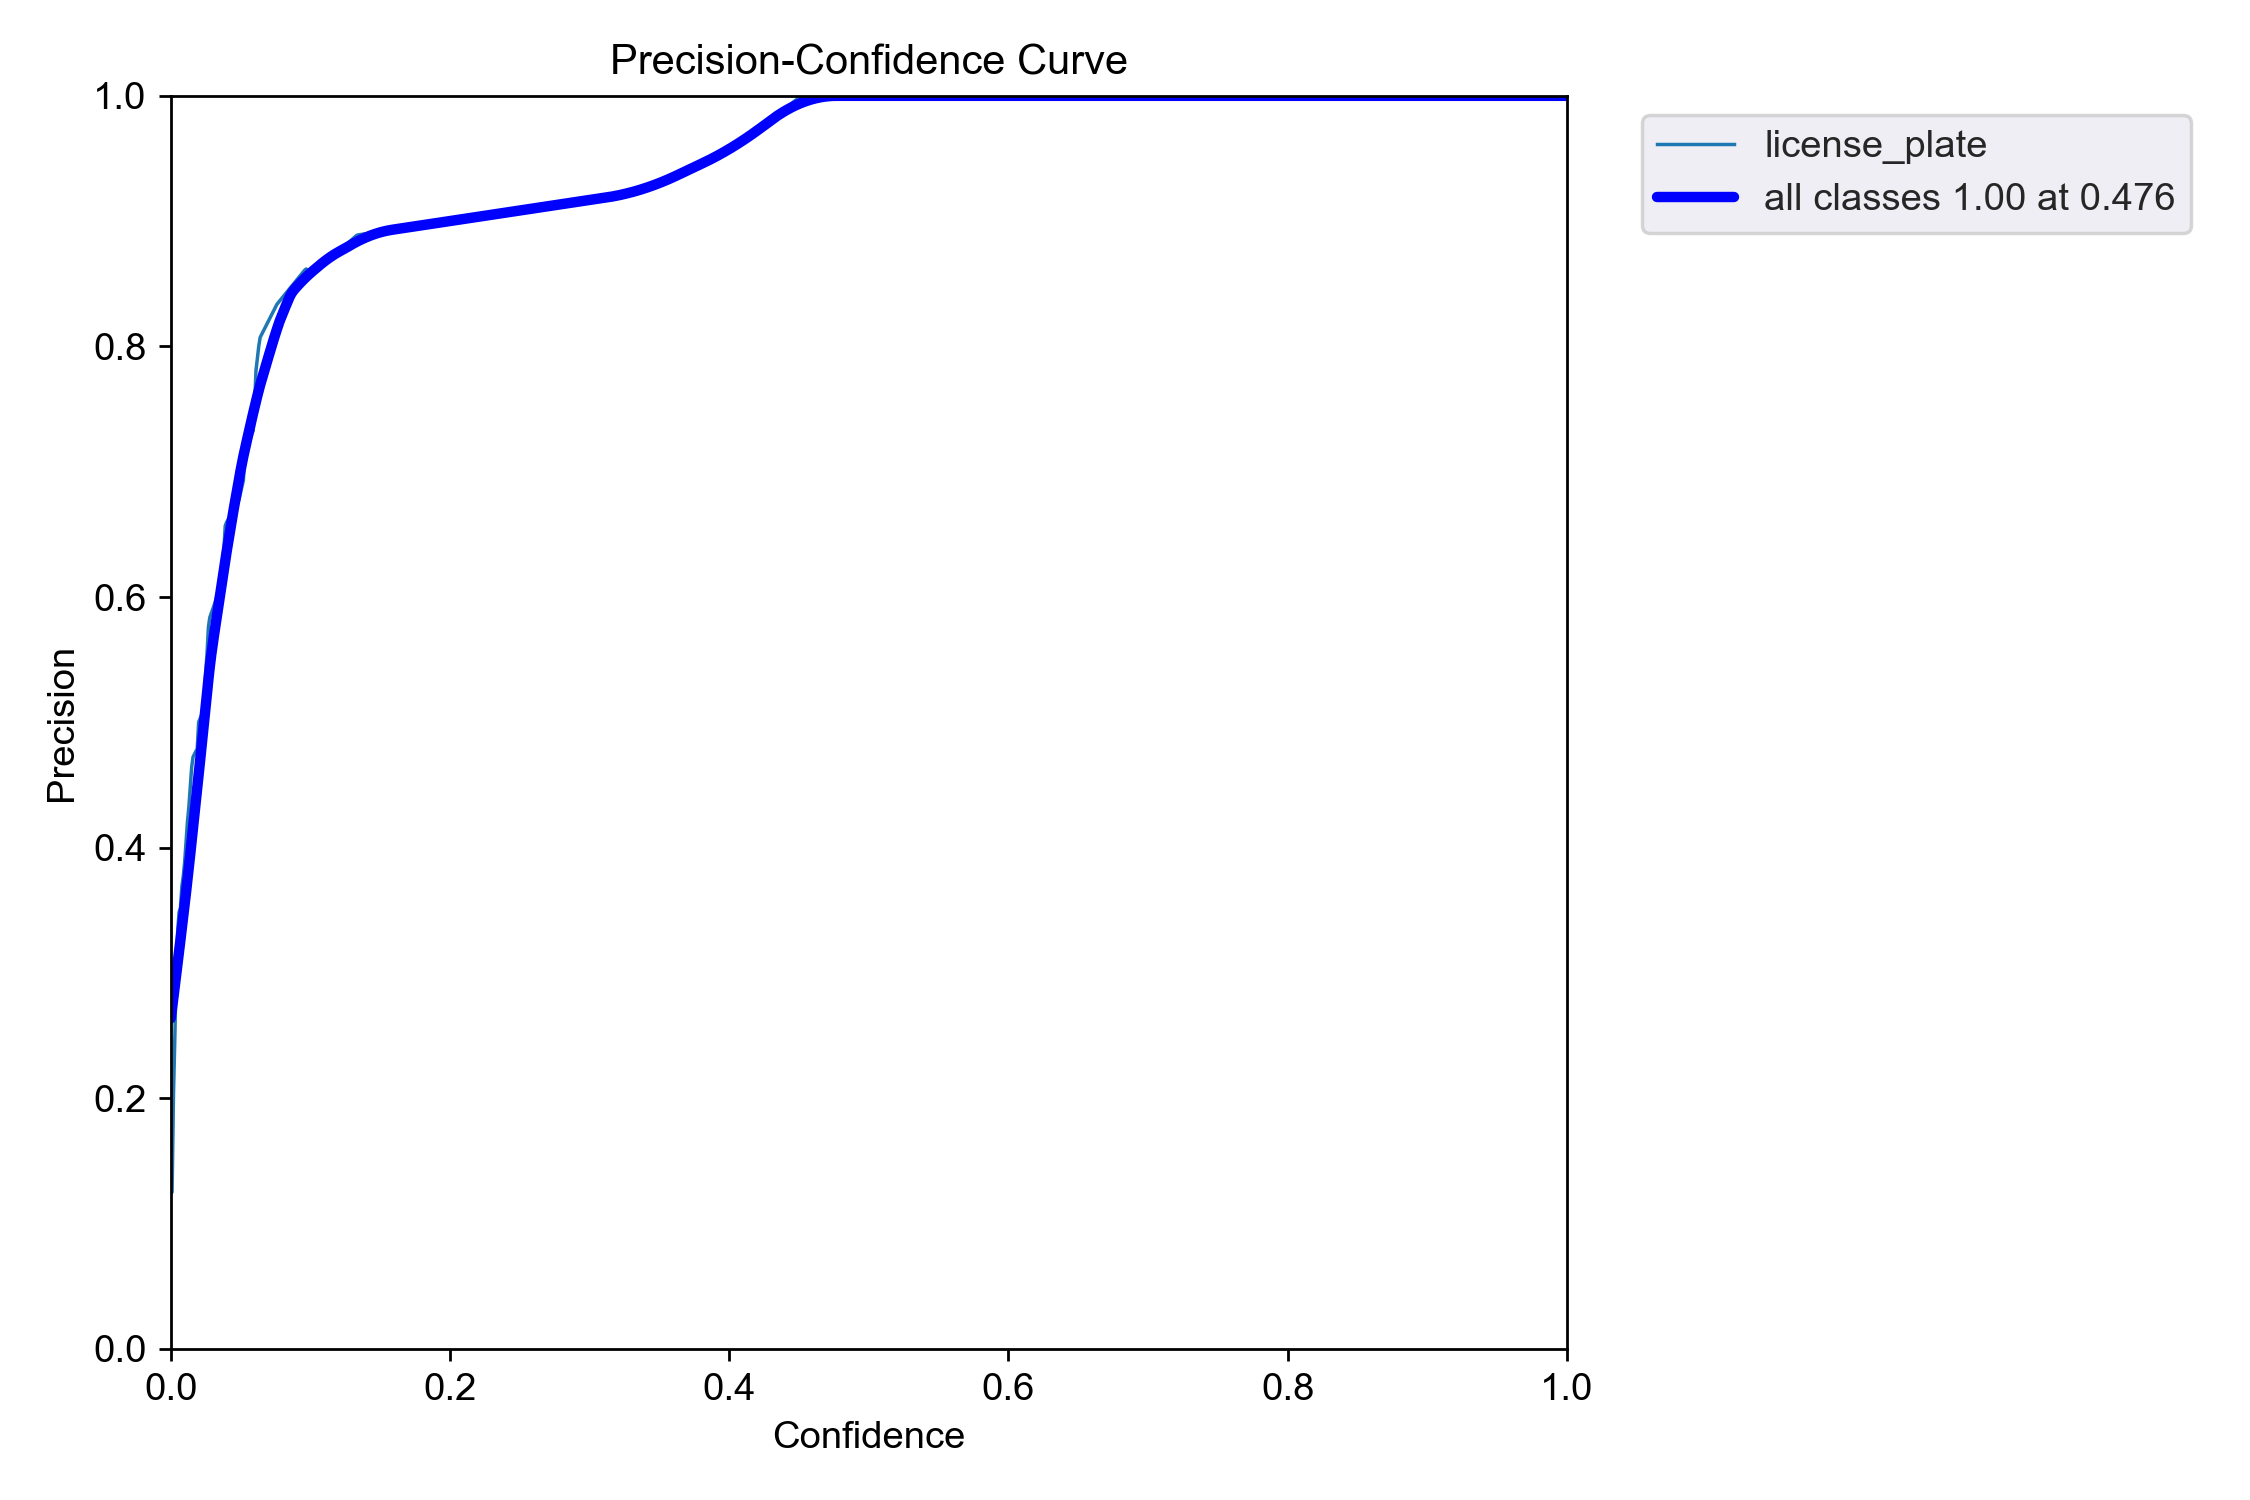 Precision-Confidence Curve
1.0
0.8
0.6
0.4
0.2
0.0
Precision
0.0 0.2 0.4 0.6 0.8 1.0
Confidence
license_plate
all classes 1.00 at 0.476